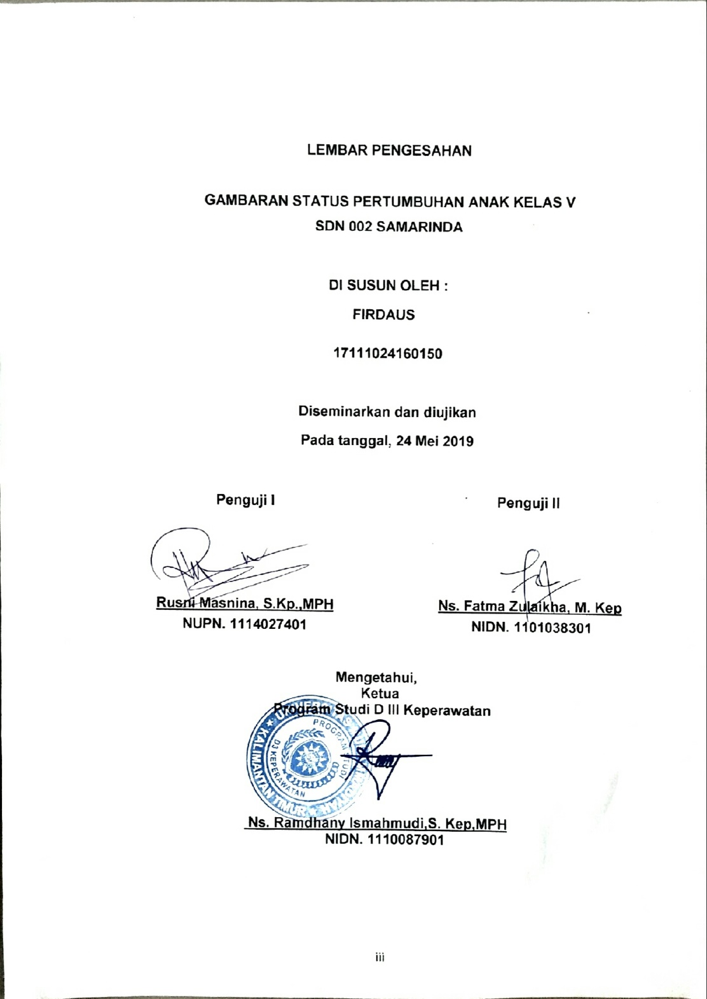 LEMBAR PENGESAHAN
GAMBARAN STATUS PERTUMBUHAN ANAK KELAS V
SDN 002 SAMARINDA
DI SUSUN OLEH :
FIRDAUS
17111024160150
Diseminarkan dan diujikan
Pada tanggal, 24 Mei 2019
Penguji I
Penguji II
Rusni Masnina, S.Kp.,MPH
NUPN. 1114027401
Ns. Fatma Zulaikha, M. Kep
NIDN. 1101038301
Mengetahui,
Ketua
Program Studi D III Keperawatan
PROGRAM STUDI
D3 KEPERAWATAN
KALIMANTAN TIMUR
Ns. Ramdhany Ismahmudi,S. Kep,MPH
NIDN. 1110087901
iii